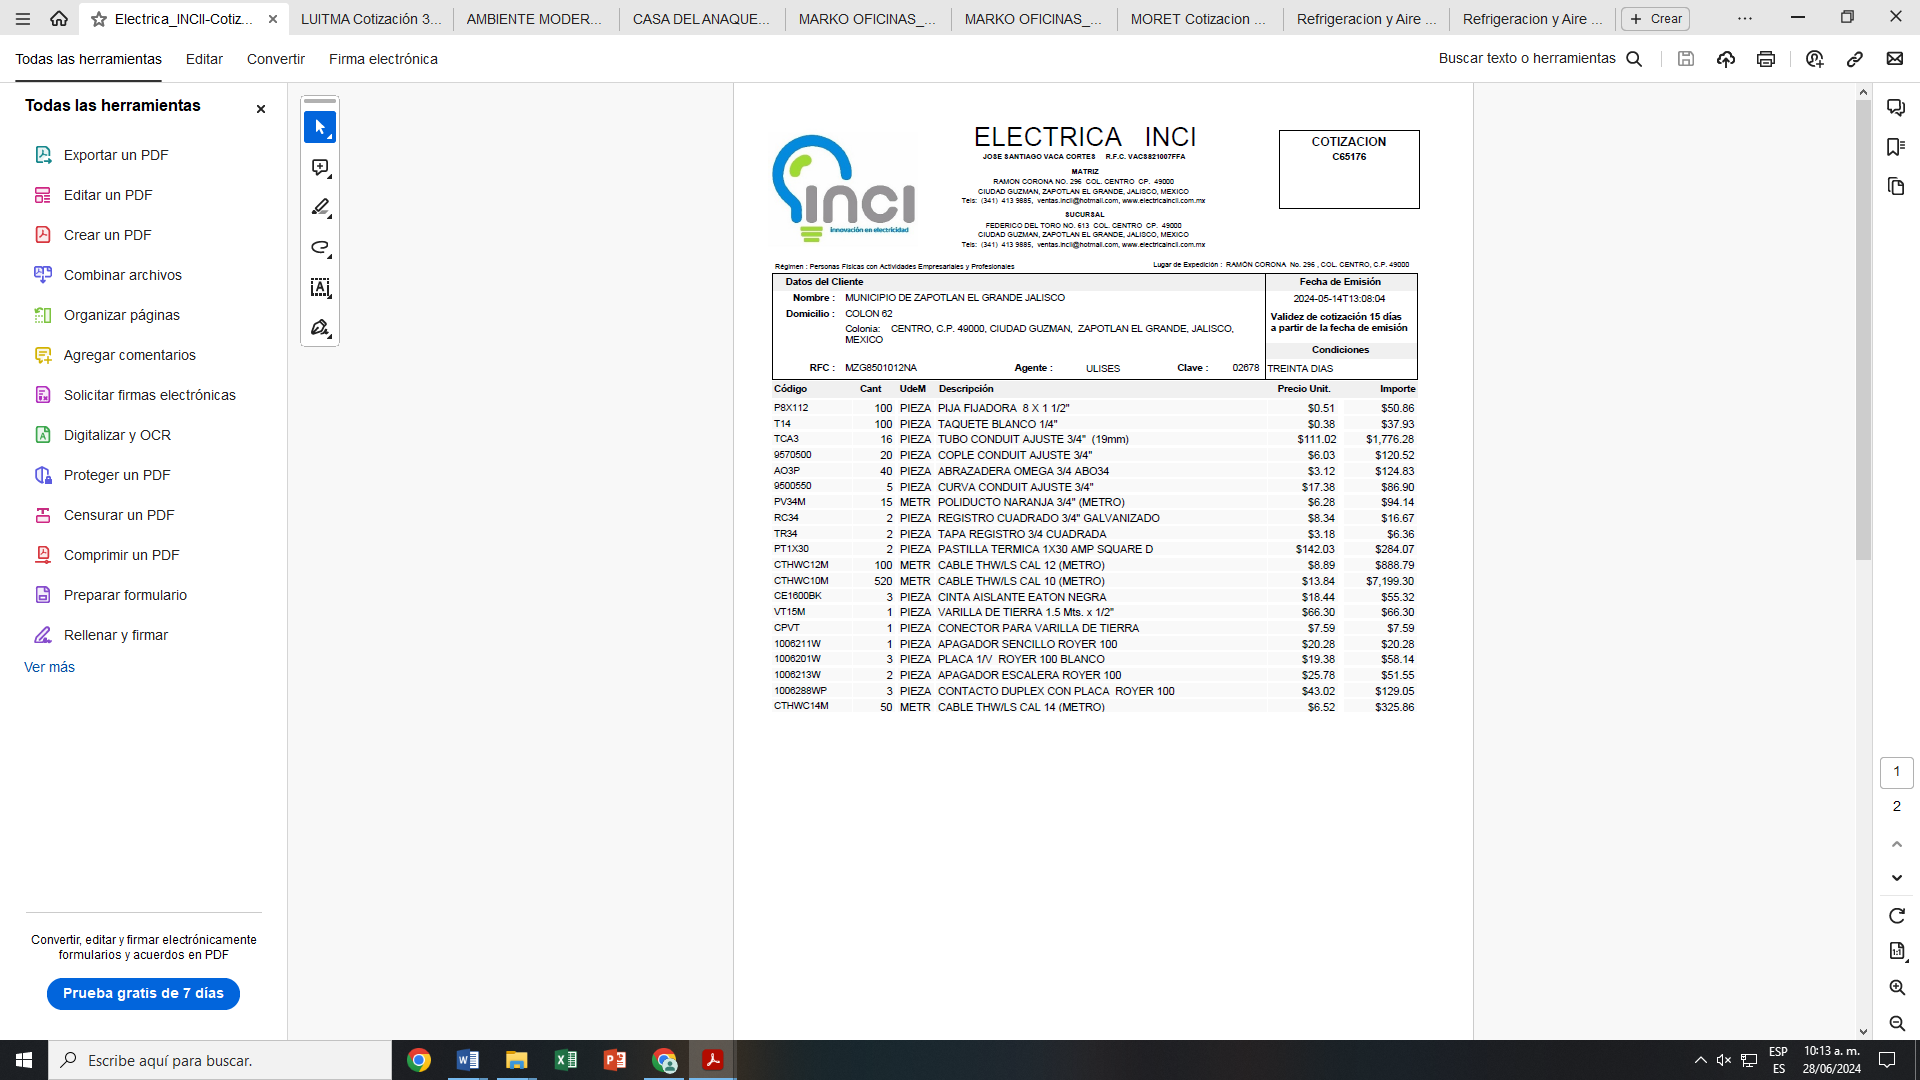 Electrica_INCII-Cotiz...
LUITMA Cotización 3...
AMBIENTE MODER...
CASA DEL ANAQUE...
MARKO OFICINAS_...
MARKO OFICINAS_...
MORET Cotizacion ...
Refrigeracion y Aire ...
Refrigeracion y Aire ...
Crear
Todas las herramientas
Editar
Convertir
Firma electrónica
Buscar texto o herramientas
Todas las herramientas
Exportar un PDF
Editar un PDF
Crear un PDF
Combinar archivos
Organizar páginas
Agregar comentarios
Solicitar firmas electrónicas
Digitalizar y OCR
Proteger un PDF
Censurar un PDF
Comprimir un PDF
Preparar formulario
Rellenar y firmar
Ver más
Convertir, editar y firmar electrónicamente
formularios y acuerdos en PDF
Prueba gratis de 7 días
inci
innovación en electricidad
ELECTRICA INCI
JOSE SANTIAGO VACA CORTES R.F.C. VACS821007FFA
MATRIZ
RAMON CORONA NO. 296 COL. CENTRO CP. 49000
CIUDAD GUZMAN, ZAPOTLAN EL GRANDE, JALISCO, MEXICO
Tels: (341) 413 9885, ventas.incii@hotmail.com, www.electricaincii.com.mx
SUCURSAL
FEDERICO DEL TORO NO. 613 COL. CENTRO CP. 49000
CIUDAD GUZMAN, ZAPOTLAN EL GRANDE, JALISCO, MEXICO
Tels: (341) 413 9885, ventas.incii@hotmail.com, www.electricaincii.com.mx
COTIZACION
C65176
Régimen : Personas Físicas con Actividades Empresariales y Profesionales
Lugar de Expedición : RAMÓN CORONA No. 296 , COL. CENTRO, C.P. 49000
Datos del Cliente
Nombre : MUNICIPIO DE ZAPOTLAN EL GRANDE JALISCO
Domicilio : COLON 62
Colonia: CENTRO, C.P. 49000, CIUDAD GUZMAN, ZAPOTLAN EL GRANDE, JALISCO,
MEXICO
RFC : MZG8501012NA Agente : ULISES Clave : 02678
Fecha de Emisión
2024-05-14T13:08:04
Validez de cotización 15 días
a partir de la fecha de emisión
Condiciones
TREINTA DIAS
Código Cant UdeM Descripción Precio Unit. Importe
P8X112 100 PIEZA PIJA FIJADORA 8 X 1 1/2" $0.51 $50.86
T14 100 PIEZA TAQUETE BLANCO 1/4" $0.38 $37.93
TCA3 16 PIEZA TUBO CONDUIT AJUSTE 3/4" (19mm) $111.02 $1,776.28
9570500 20 PIEZA COPLE CONDUIT AJUSTE 3/4" $6.03 $120.52
AO3P 40 PIEZA ABRAZADERA OMEGA 3/4 ABO34 $3.12 $124.83
9500550 5 PIEZA CURVA CONDUIT AJUSTE 3/4" $17.38 $86.90
PV34M 15 METR POLIDUCTO NARANJA 3/4" (METRO) $6.28 $94.14
RC34 2 PIEZA REGISTRO CUADRADO 3/4" GALVANIZADO $8.34 $16.67
TR34 2 PIEZA TAPA REGISTRO 3/4 CUADRADA $3.18 $6.36
PT1X30 2 PIEZA PASTILLA TERMICA 1X30 AMP SQUARE D $142.03 $284.07
CTHWC12M 100 METR CABLE THW/LS CAL 12 (METRO) $8.89 $888.79
CTHWC10M 520 METR CABLE THW/LS CAL 10 (METRO) $13.84 $7,199.30
CE1600BK 3 PIEZA CINTA AISLANTE EATON NEGRA $18.44 $55.32
VT15M 1 PIEZA VARILLA DE TIERRA 1.5 Mts. x 1/2" $66.30 $66.30
CPVT 1 PIEZA CONECTOR PARA VARILLA DE TIERRA $7.59 $7.59
1006211W 1 PIEZA APAGADOR SENCILLO ROYER 100 $20.28 $20.28
1006201W 3 PIEZA PLACA 1/V ROYER 100 BLANCO $19.38 $58.14
1006213W 2 PIEZA APAGADOR ESCALERA ROYER 100 $25.78 $51.55
1006288WP 3 PIEZA CONTACTO DUPLEX CON PLACA ROYER 100 $43.02 $129.05
CTHWC14M 50 METR CABLE THW/LS CAL 14 (METRO) $6.52 $325.86
1
2
Escribe aquí para buscar.
ESP
ES
10:13 a. m.
28/06/2024